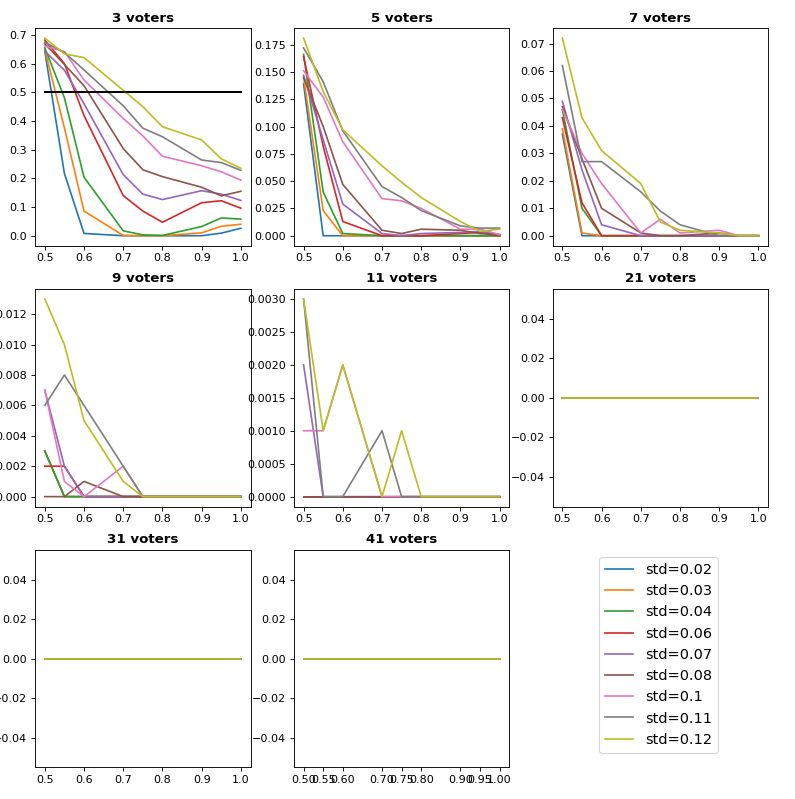 3 voters
5 voters
7 voters
0.7
0.6
0.5
0.4
0.3
0.2
0.1
0.0
0.5 0.6 0.7 0.8 0.9 1.0
0.175
0.150
0.125
0.100
0.075
0.050
0.025
0.000
0.5 0.6 0.7 0.8 0.9 1.0
0.07
0.06
0.05
0.04
0.03
0.02
0.01
0.00
0.5 0.6 0.7 0.8 0.9 1.0
9 voters
11 voters
21 voters
0.012
0.010
0.008
0.006
0.004
0.002
0.000
0.5 0.6 0.7 0.8 0.9 1.0
0.0030
0.0025
0.0020
0.0015
0.0010
0.0005
0.0000
0.5 0.6 0.7 0.8 0.9 1.0
0.04
0.02
0.00
−0.02
−0.04
0.5 0.6 0.7 0.8 0.9 1.0
31 voters
41 voters
0.04
0.02
0.00
−0.02
−0.04
0.5 0.6 0.7 0.8 0.9 1.0
0.04
0.02
0.00
−0.02
−0.04
0.50 0.55 0.60 0.70 0.75 0.80 0.90 0.95 1.00
std=0.02
std=0.03
std=0.04
std=0.06
std=0.07
std=0.08
std=0.1
std=0.11
std=0.12